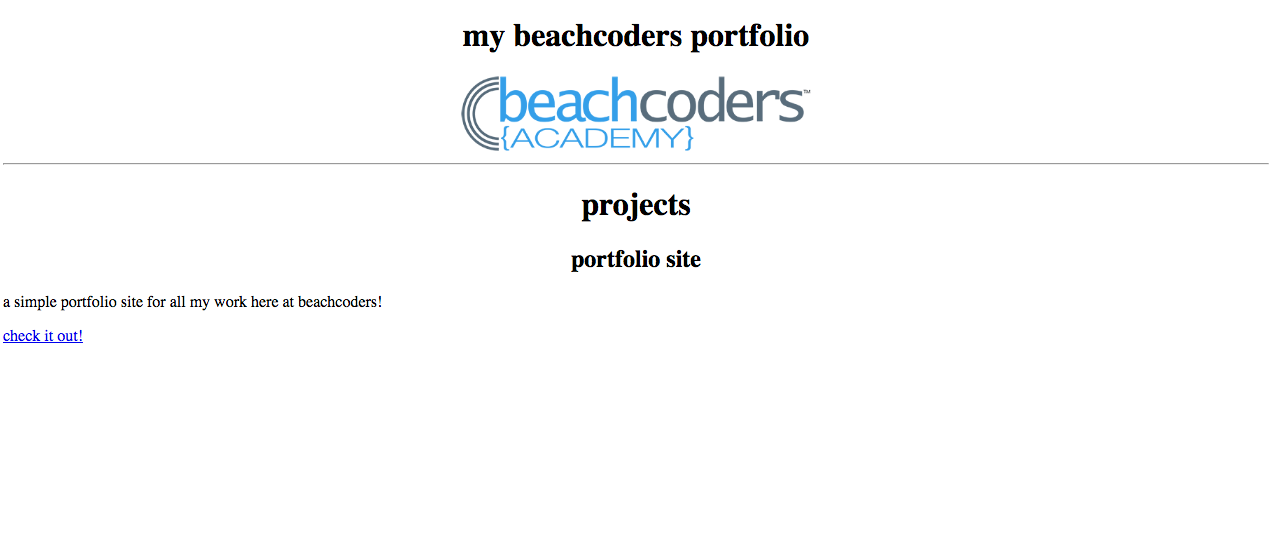 my beachcoders portfolio
beachcoders™
{ACADEMY}
projects
portfolio site
a simple portfolio site for all my work here at beachcoders!
check it out!